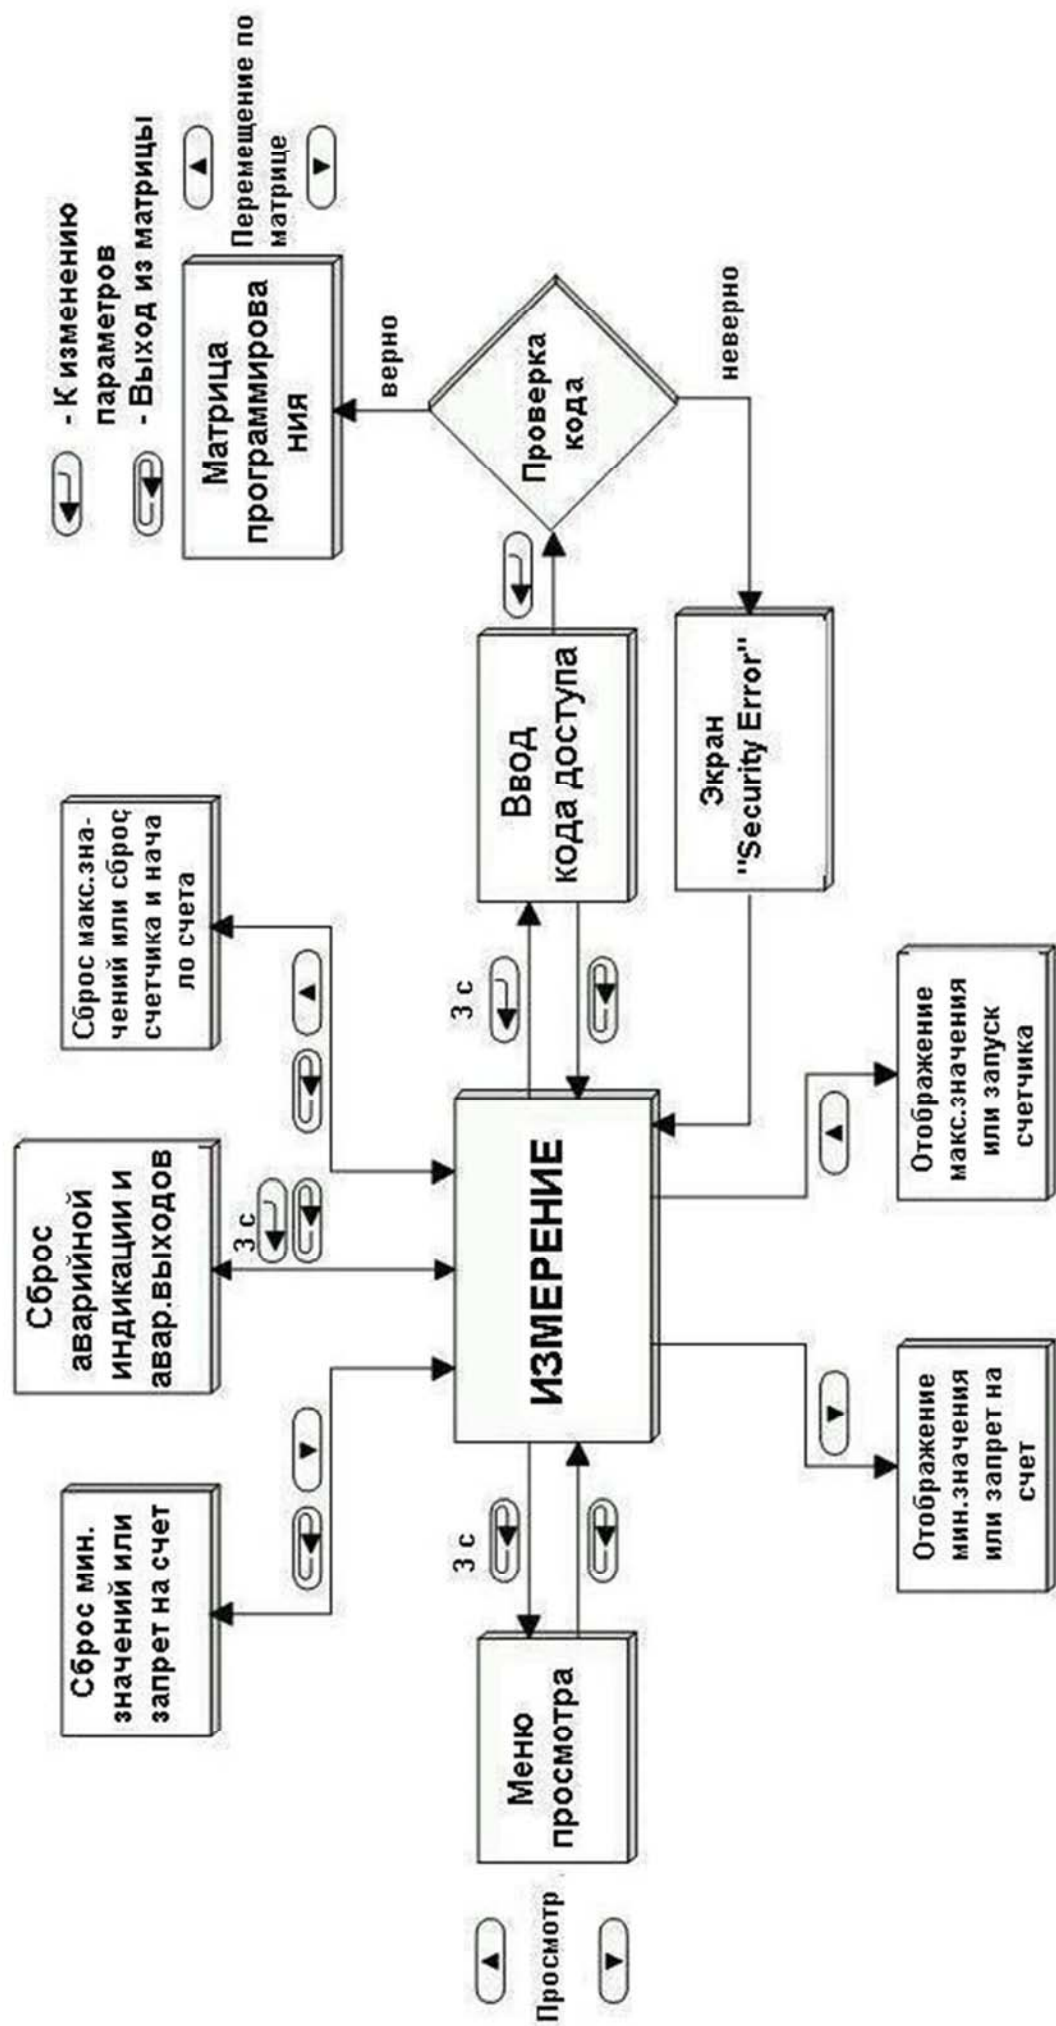 Сброс мин.
значений или
запрет на счет
Сброс
аварийной
индикации и
авар.выходов
3 с
Сброс макс.зна-
чений или сброс
счетчика и нача
ло счета
- К изменению
параметров
- Выход из матрицы
Матрица
программирова
ния
Перемещение по
матрице
верно
Просмотр
Меню
просмотра
3 с
ИЗМЕРЕНИЕ
3 с
Ввод
кода доступа
Проверка
кода
неверно
Экран
"Security Error"
Отображение
мин.значения
или запрет на
счет
Отображение
макс.значения
или запуск
счетчика